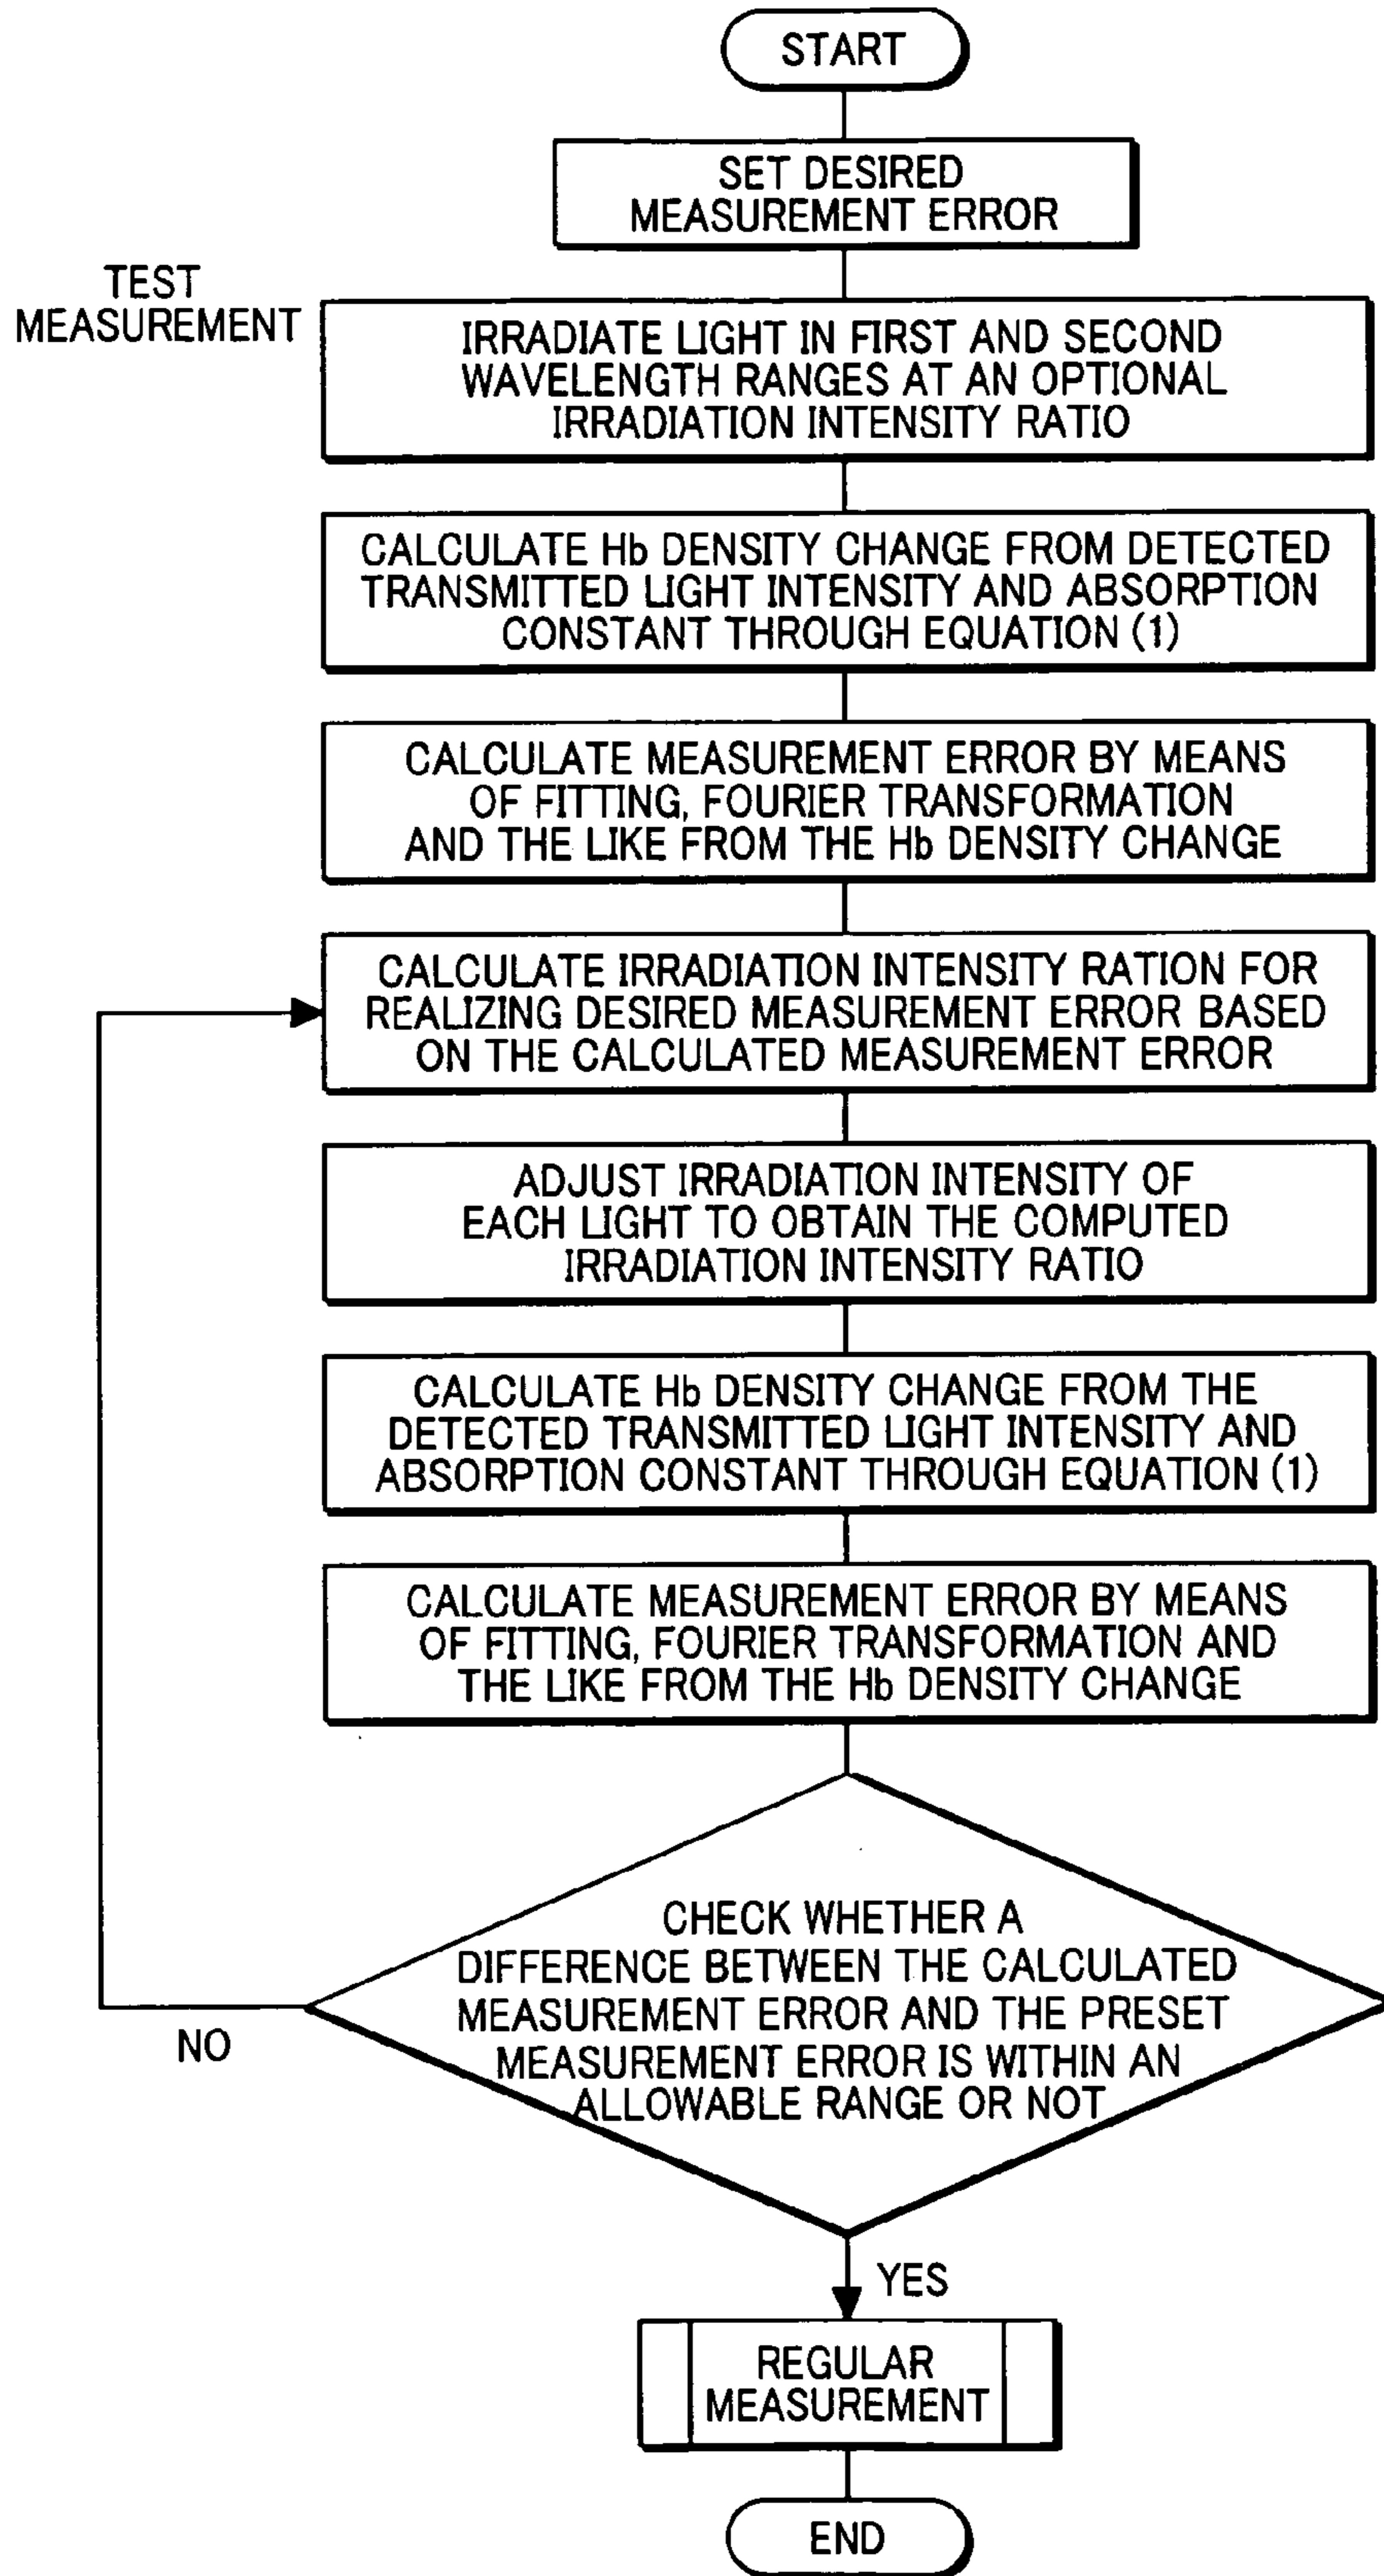 START
SET DESIRED
MEASUREMENT ERROR
TEST
MEASUREMENT
IRRADIATE LIGHT IN FIRST AND SECOND
WAVELENGTH RANGES AT AN OPTIONAL
IRRADIATION INTENSITY RATIO
CALCULATE Hb DENSITY CHANGE FROM DETECTED
TRANSMITTED LIGHT INTENSITY AND ABSORPTION
CONSTANT THROUGH EQUATION (1)
CALCULATE MEASUREMENT ERROR BY MEANS
OF FITTING, FOURIER TRANSFORMATION
AND THE LIKE FROM THE Hb DENSITY CHANGE
CALCULATE IRRADIATION INTENSITY RATION FOR
REALIZING DESIRED MEASUREMENT ERROR BASED
ON THE CALCULATED MEASUREMENT ERROR
ADJUST IRRADIATION INTENSITY OF
EACH LIGHT TO OBTAIN THE COMPUTED
IRRADIATION INTENSITY RATIO
CALCULATE Hb DENSITY CHANGE FROM THE
DETECTED TRANSMITTED LIGHT INTENSITY AND
ABSORPTION CONSTANT THROUGH EQUATION (1)
CALCULATE MEASUREMENT ERROR BY MEANS
OF FITTING, FOURIER TRANSFORMATION AND
THE LIKE FROM THE Hb DENSITY CHANGE
CHECK WHETHER A
DIFFERENCE BETWEEN THE CALCULATED
MEASUREMENT ERROR AND THE PRESET
MEASUREMENT ERROR IS WITHIN AN
ALLOWABLE RANGE OR NOT
NO
YES
REGULAR
MEASUREMENT
END